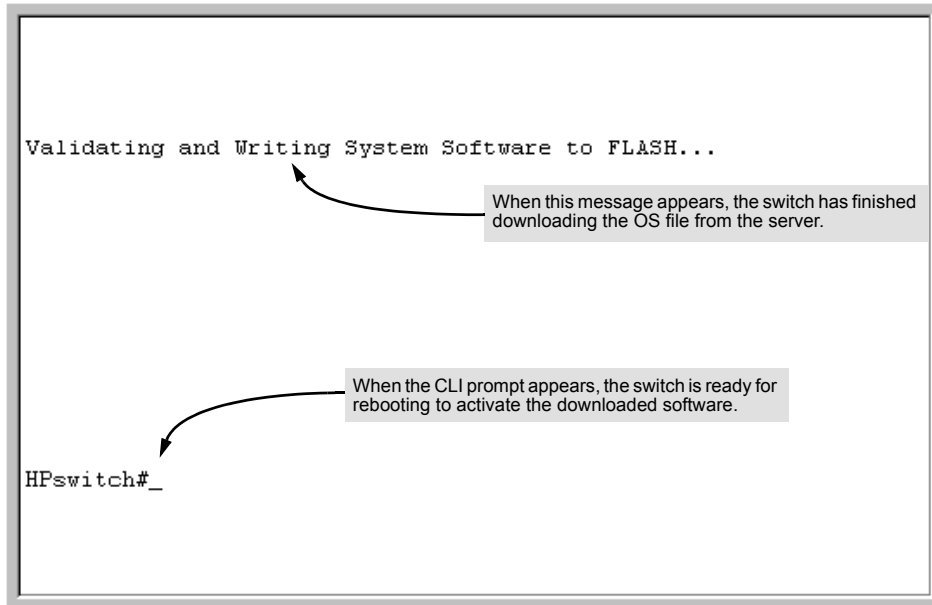 Validating and Writing System Software to FLASH...
When this message appears, the switch has finished
downloading the OS file from the server.
When the CLI prompt appears, the switch is ready for
rebooting to activate the downloaded software.
HPswitch#_